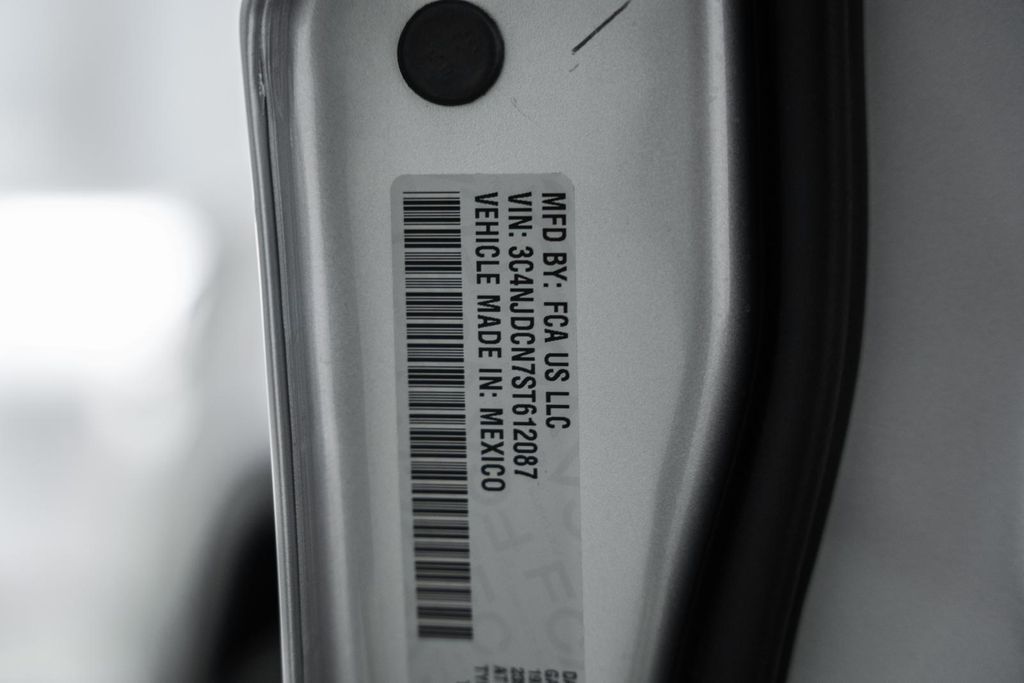 MFD BY: FCA US LLC
VIN: 3C4NJDCN7ST612087
VEHICLE MADE IN: MEXICO